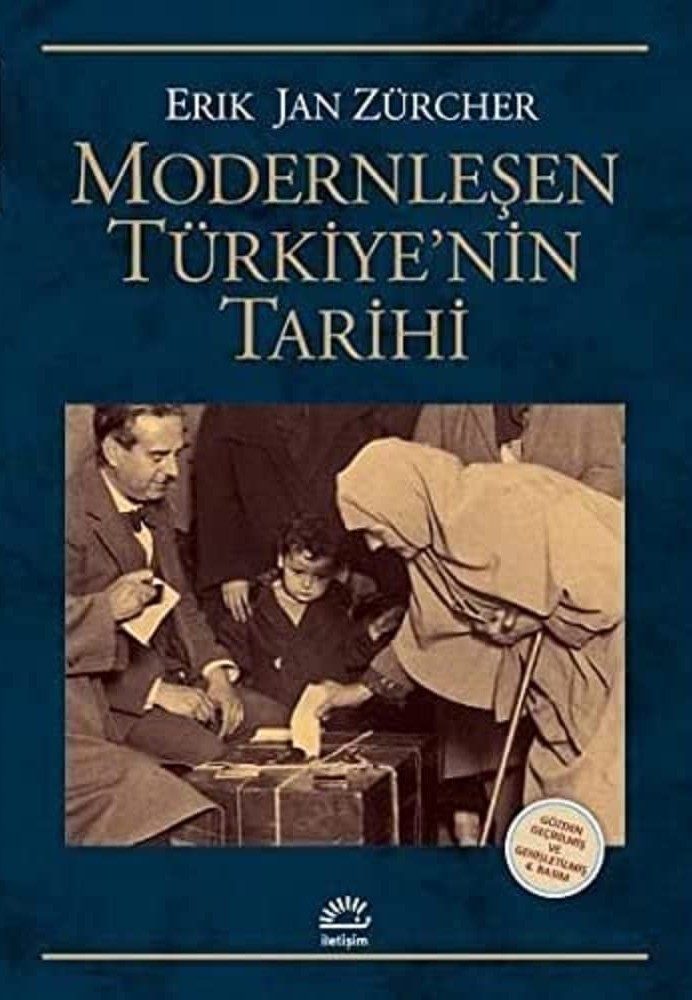 ERIK JAN ZÜRCHER
MODERNLEŞEN
TÜRKİYE'NİN
TARİHİ
GÖZDEN
GEÇİRİLMİŞ
VE
GENİŞLETİLMİŞ
4. BASIM
iletişim